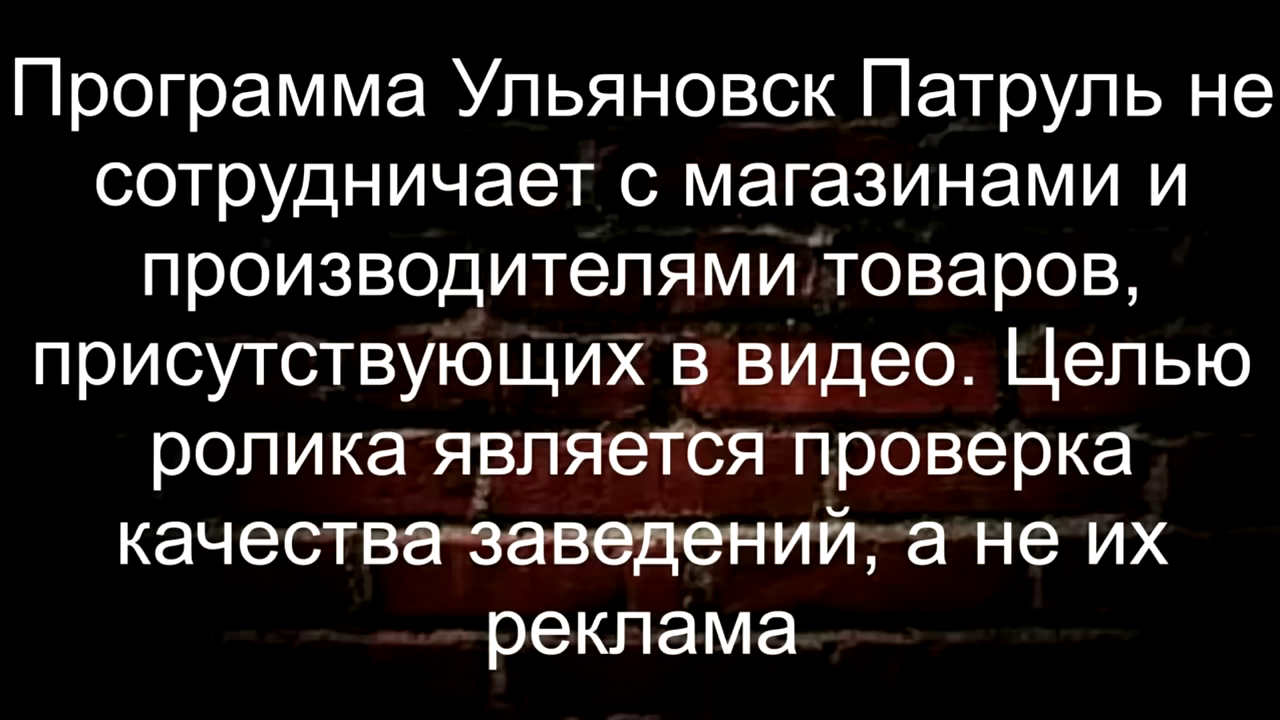 Программа Ульяновск Патруль не
сотрудничает с магазинами и
производителями товаров,
присутствующих в видео. Целью
ролика является проверка
качества заведений, а не их
реклама